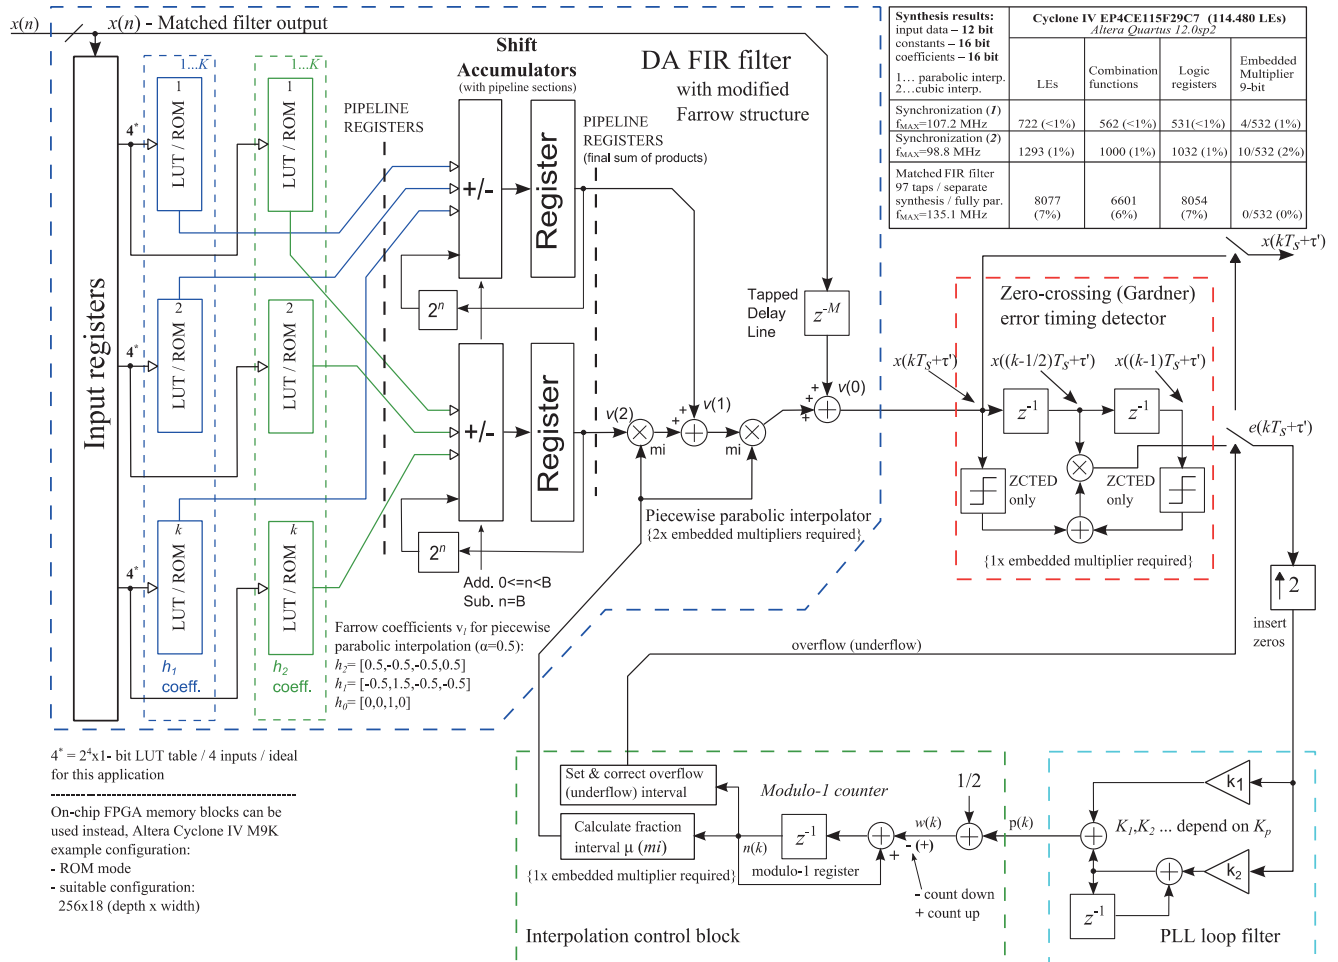 x(n)
x(n) - Matched filter output
Input registers
1...K
1...K
4*
1
LUT / ROM
1
LUT / ROM
4*
2
LUT / ROM
2
LUT / ROM
4*
k
LUT / ROM
k
LUT / ROM
h₁
coeff.
h₂
coeff.
PIPELINE
REGISTERS
Shift
Accumulators
(with pipeline sections)
PIPELINE
REGISTERS
(final sum of products)
+/-
Register
2ⁿ
+/-
Register
2ⁿ
Add. 0<=n<B
Sub. n=B
DA FIR filter
with modified
Farrow structure
Tapped
Delay
Line
z⁻ᴹ
v(2)
mi
+
+
v(1)
mi
+
+
+
v(0)
Piecewise parabolic interpolator
{2x embedded multipliers required}
Farrow coefficients vₗ for piecewise
parabolic interpolation (α=0.5):
h₂= [0.5,-0.5,-0.5,0.5]
h₁= [-0.5,1.5,-0.5,-0.5]
h₀= [0,0,1,0]
4* = 2⁴x1- bit LUT table / 4 inputs / ideal
for this application
On-chip FPGA memory blocks can be
used instead, Altera Cyclone IV M9K
example configuration:
- ROM mode
- suitable configuration:
256x18 (depth x width)
Synthesis results:
input data – 12 bit
constants – 16 bit
coefficients – 16 bit
1... parabolic interp.
2...cubic interp.
Cyclone IV EP4CE115F29C7 (114.480 LEs)
Altera Quartus 12.0sp2
LEs
Combination
functions
Logic
registers
Embedded
Multiplier
9-bit
Synchronization (1)
fMAX=107.2 MHz
722 (<1%)
562 (<1%)
531(<1%)
4/532 (1%)
Synchronization (2)
fMAX=98.8 MHz
1293 (1%)
1000 (1%)
1032 (1%)
10/532 (2%)
Matched FIR filter
97 taps / separate
synthesis / fully par.
fMAX=135.1 MHz
8077
(7%)
6601
(6%)
8054
(7%)
0/532 (0%)
x(kTS+τ')
Zero-crossing (Gardner)
error timing detector
x(kTS+τ')
x((k-1/2)TS+τ')
x((k-1)TS+τ')
z⁻¹
z⁻¹
ZCTED
only
ZCTED
only
{1x embedded multiplier required}
e(kTS+τ')
2
insert
zeros
overflow (underflow)
Set & correct overflow
(underflow) interval
Calculate fraction
interval μ (mi)
{1x embedded multiplier required}
Modulo-1 counter
n(k)
z⁻¹
modulo-1 register
+
w(k)
- (+)
1/2
p(k)
- count down
+ count up
Interpolation control block
k₁
K₁,K₂ ... depend on Kₚ
k₂
z⁻¹
PLL loop filter